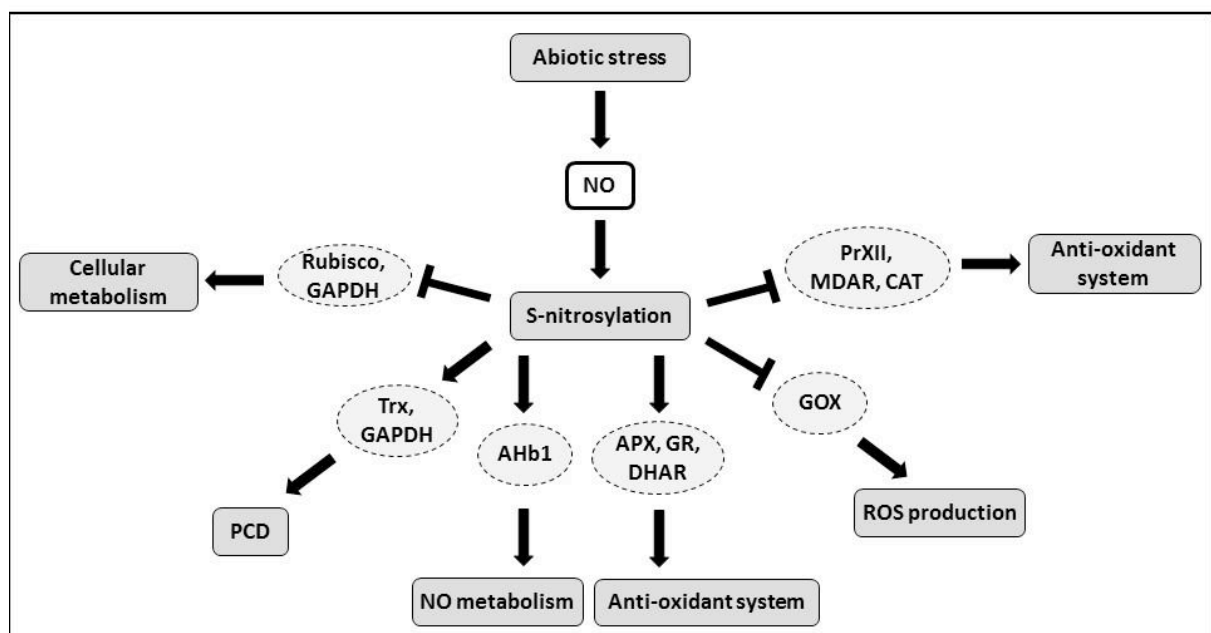 Abiotic stress
NO
PrXII,
MDAR, CAT
Anti-oxidant
system
Cellular
metabolism
Rubisco,
GAPDH
S-nitrosylation
Trx,
GAPDH
AHb1
APX, GR,
DHAR
GOX
PCD
ROS production
NO metabolism
Anti-oxidant system